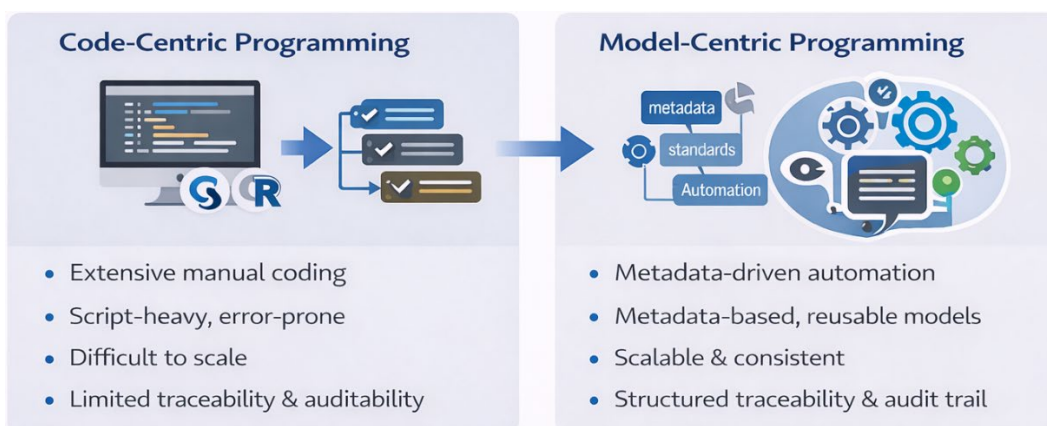 Code-Centric Programming
S R
• Extensive manual coding
• Script-heavy, error-prone
• Difficult to scale
• Limited traceability & auditability
Model-Centric Programming
metadata
standards
Automation
• Metadata-driven automation
• Metadata-based, reusable models
• Scalable & consistent
• Structured traceability & audit trail